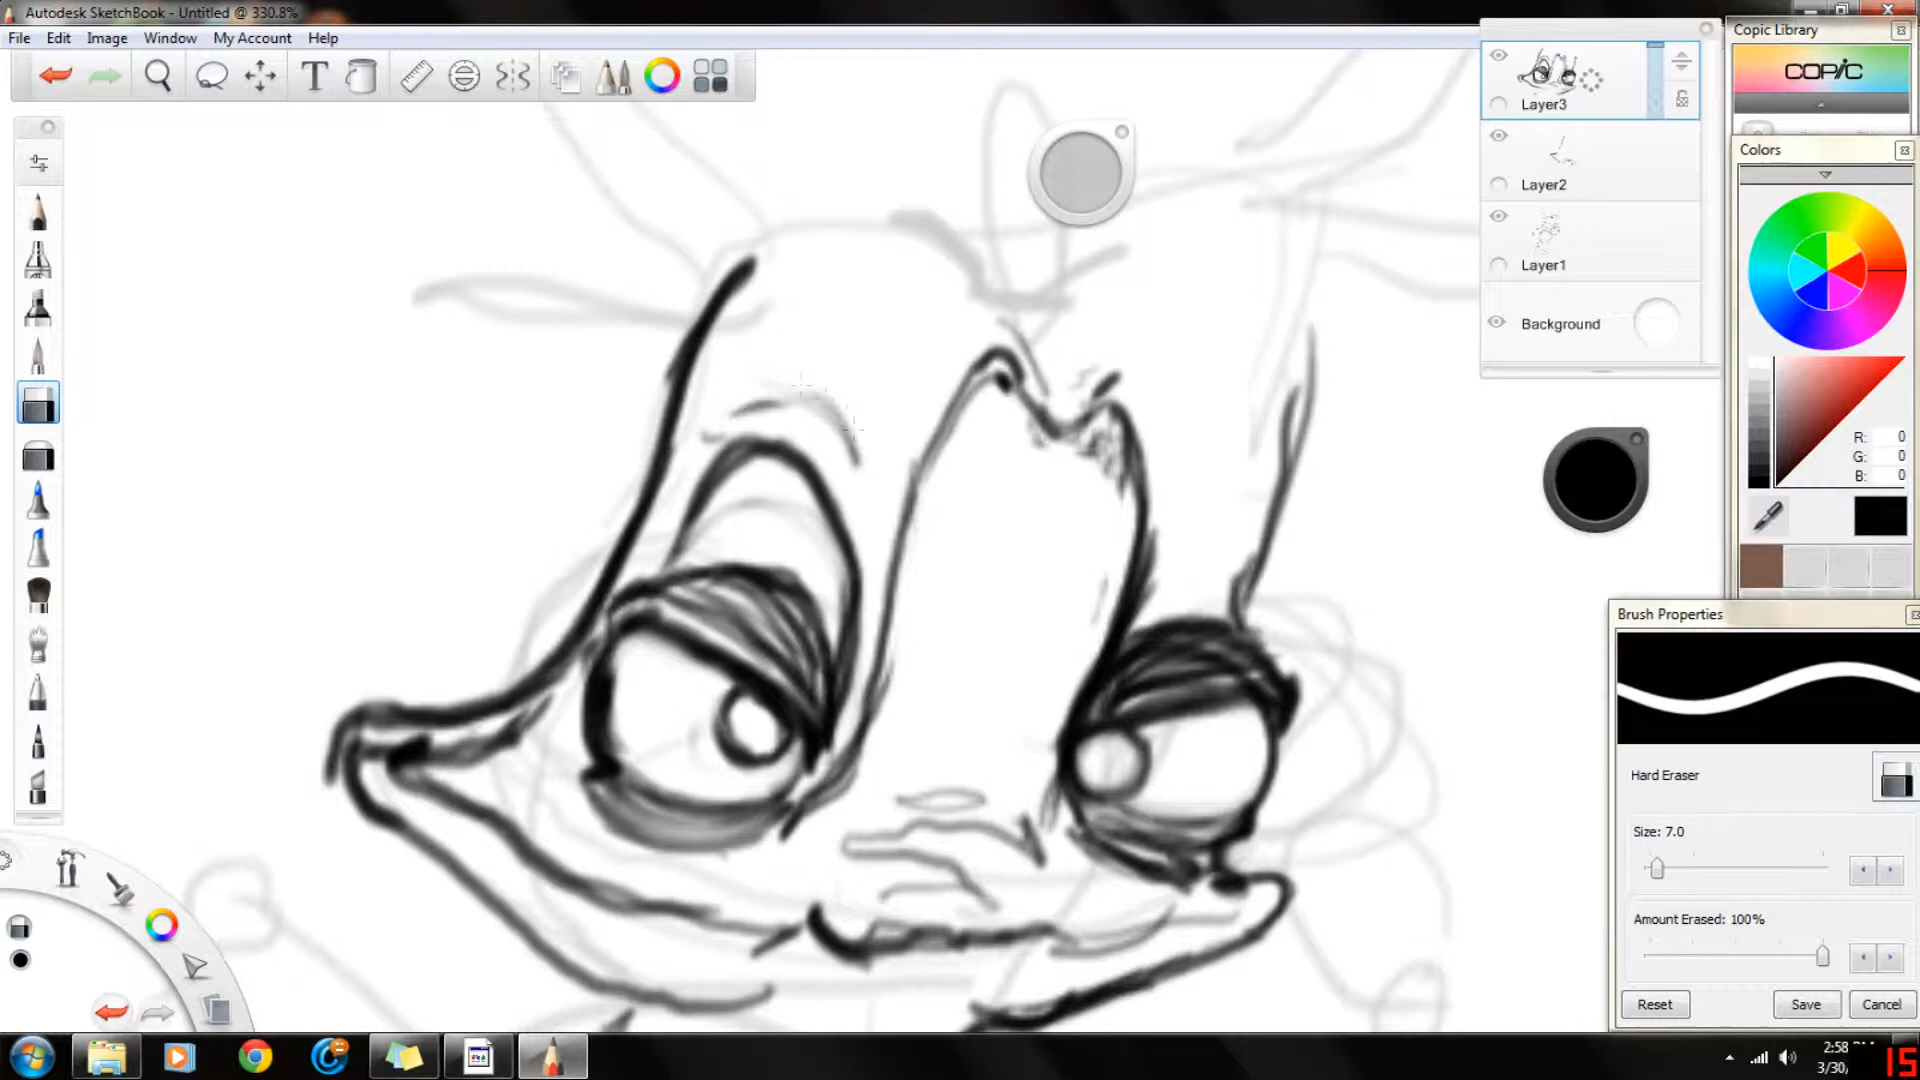 Autodesk SketchBook - Untitled @ 330.8%
File Edit Image Window My Account Help
T
Layer3
Layer2
Layer1
Background
Copic Library
COPIC
Colors
R: 0
G: 0
B: 0
Brush Properties
Hard Eraser
Size: 7.0
Amount Erased: 100%
Reset Save Cancel
2:58
3/30/
15